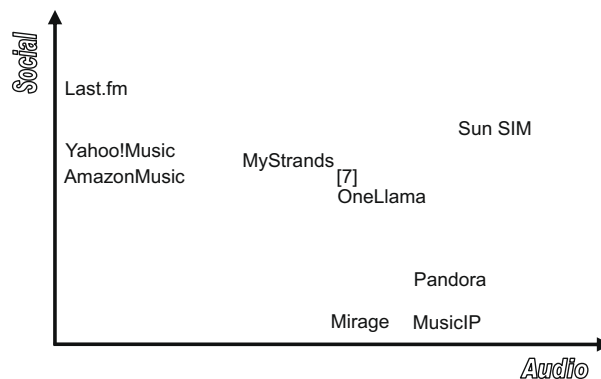 Social
Last.fm
Sun SIM
Yahoo!Music
MyStrands
AmazonMusic
[7]
OneLlama
Pandora
Mirage
MusicIP
Audio